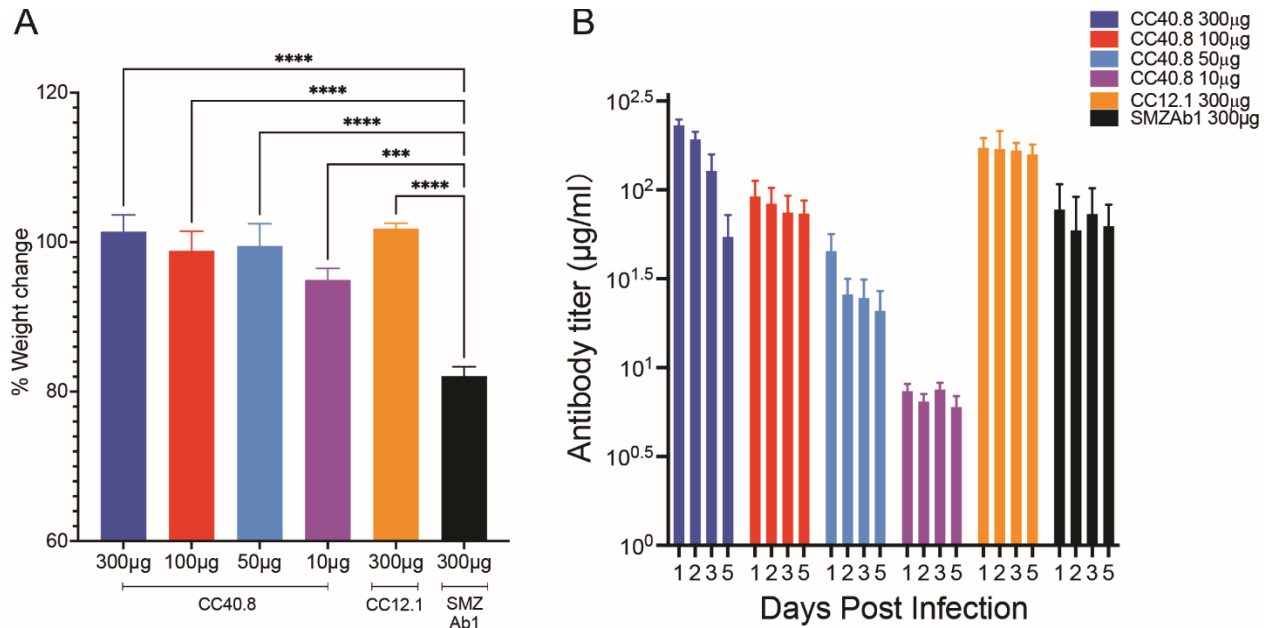 A
% Weight change
120
100
80
60
****
****
****
***
****
300µg 100µg 50µg 10µg 300µg 300µg
CC40.8 CC12.1 SMZ
Ab1
B
CC40.8 300µg
CC40.8 100µg
CC40.8 50µg
CC40.8 10µg
CC12.1 300µg
SMZAb1 300µg
Antibody titer (µg/ml)
10^2.5
10^2
10^1.5
10^1
10^0.5
10^0
1 2 3 5 1 2 3 5 1 2 3 5 1 2 3 5 1 2 3 5 1 2 3 5
Days Post Infection